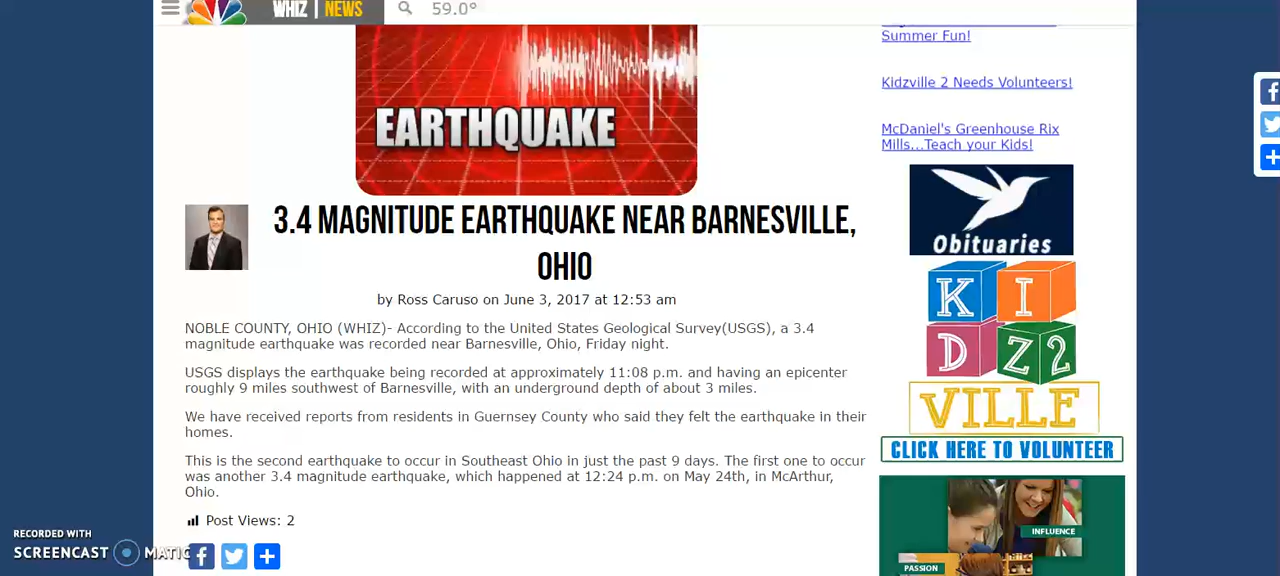 WHIZ | NEWS
59.0°
EARTHQUAKE
3.4 MAGNITUDE EARTHQUAKE NEAR BARNESVILLE,
OHIO
by Ross Caruso on June 3, 2017 at 12:53 am
NOBLE COUNTY, OHIO (WHIZ)- According to the United States Geological Survey(USGS), a 3.4
magnitude earthquake was recorded near Barnesville, Ohio, Friday night.
USGS displays the earthquake being recorded at approximately 11:08 p.m. and having an epicenter
roughly 9 miles southwest of Barnesville, with an underground depth of about 3 miles.
We have received reports from residents in Guernsey County who said they felt the earthquake in their
homes.
This is the second earthquake to occur in Southeast Ohio in just the past 9 days. The first one to occur
was another 3.4 magnitude earthquake, which happened at 12:24 p.m. on May 24th, in McArthur,
Ohio.
Post Views: 2
Summer Fun!
Kidzville 2 Needs Volunteers!
McDaniel's Greenhouse Rix
Mills...Teach your Kids!
Obituaries
K I
D Z2
VILLE
CLICK HERE TO VOLUNTEER
INFLUENCE
PASSION
RECORDED WITH
SCREENCAST MATIC